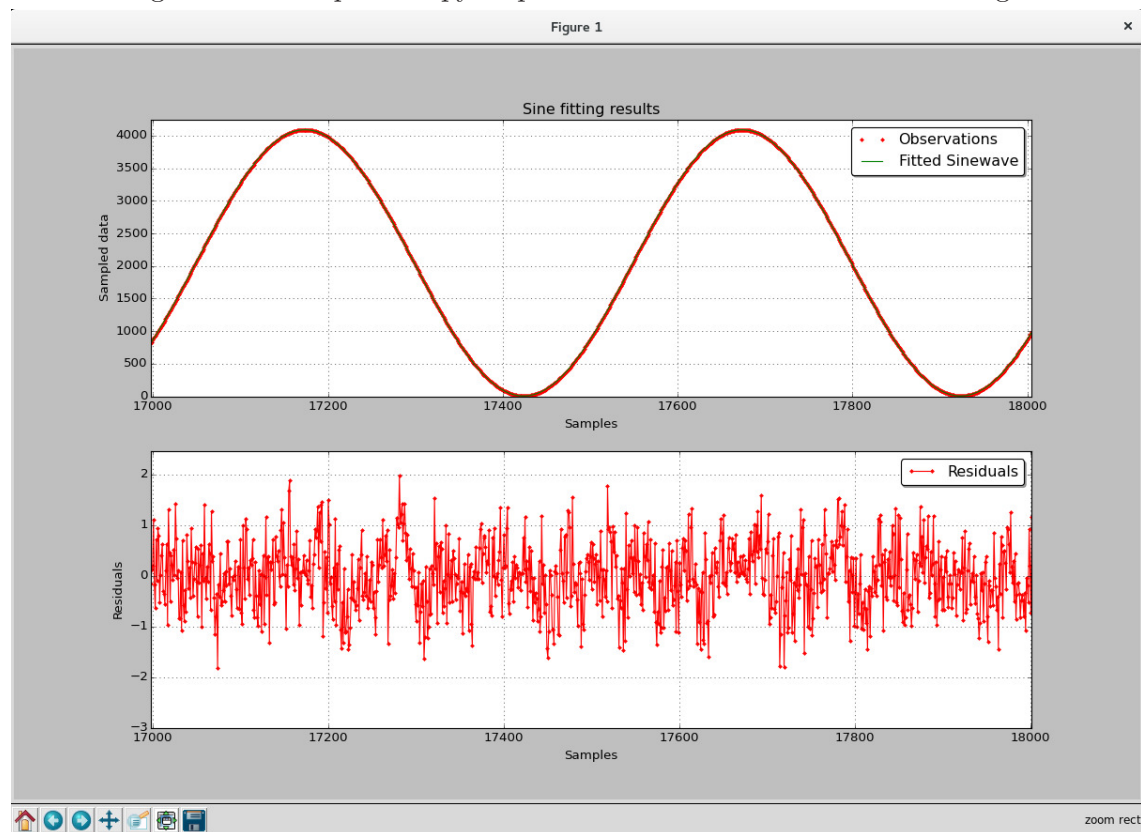 Figure 1
×
Sine fitting results
Observations
Fitted Sinewave
Sampled data
4000
3500
3000
2500
2000
1500
1000
500
0
17000 17200 17400 17600 17800 18000
Samples
Residuals
Residuals
2
1
0
−1
−2
−3
17000 17200 17400 17600 17800 18000
Samples
zoom rect